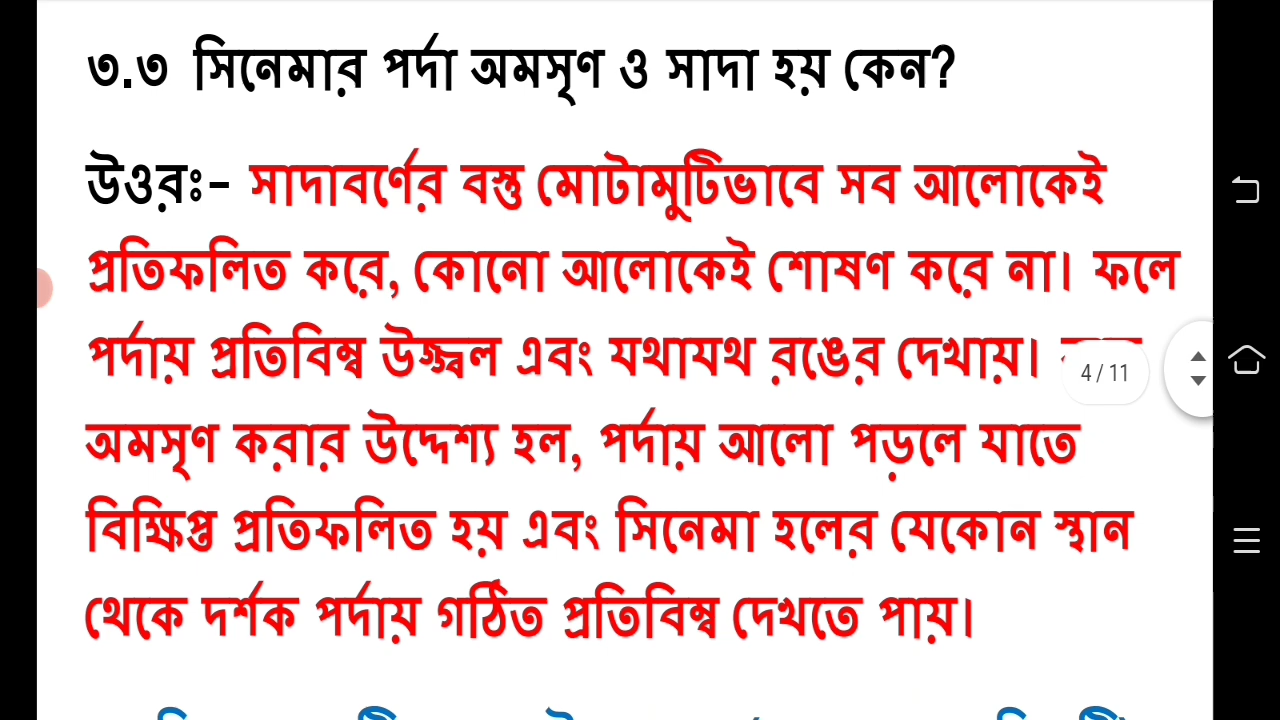 ৩.৩ সিনেমার পর্দা অমসৃণ ও সাদা হয় কেন?
উওরঃ- সাদাবর্ণের বস্তু মোটামুটিভাবে সব আলোকেই
প্রতিফলিত করে, কোনো আলোকেই শোষণ করে না। ফলে
পর্দায় প্রতিবিম্ব উজ্জ্বল এবং যথাযথ রঙের দেখায়।
4 / 11
অমসৃণ করার উদ্দেশ্য হল, পর্দায় আলো পড়লে যাতে
বিক্ষিপ্ত প্রতিফলিত হয় এবং সিনেমা হলের যেকোন স্থান
থেকে দর্শক পর্দায় গঠিত প্রতিবিম্ব দেখতে পায়।